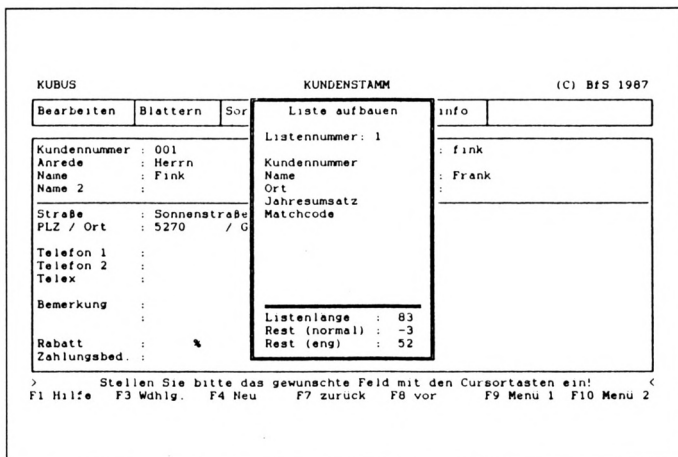 KUBUS KUNDENSTAMM (C) BfS 1987
Bearbeiten Blattern Sor Liste aufbauen info
Listennummer: 1
Kundennummer : 001 : fink
Anrede : Herrn Kundennummer
Name : Fink Name : Frank
Name 2 : Ort :
Jahresumsatz
Straße : Sonnenstraße Matchcode
PLZ / Ort : 5270 / G
Telefon 1 :
Telefon 2 :
Telex :
Bemerkung :
: Listenlange : 83
Rest (normal) : -3
Rabatt : % Rest (eng) : 52
Zahlungsbed. :
> Stellen Sie bitte das gewunschte Feld mit den Cursortasten ein! <
F1 Hilfe F3 Wdhlg. F4 Neu F7 zuruck F8 vor F9 Menü 1 F10 Menü 2